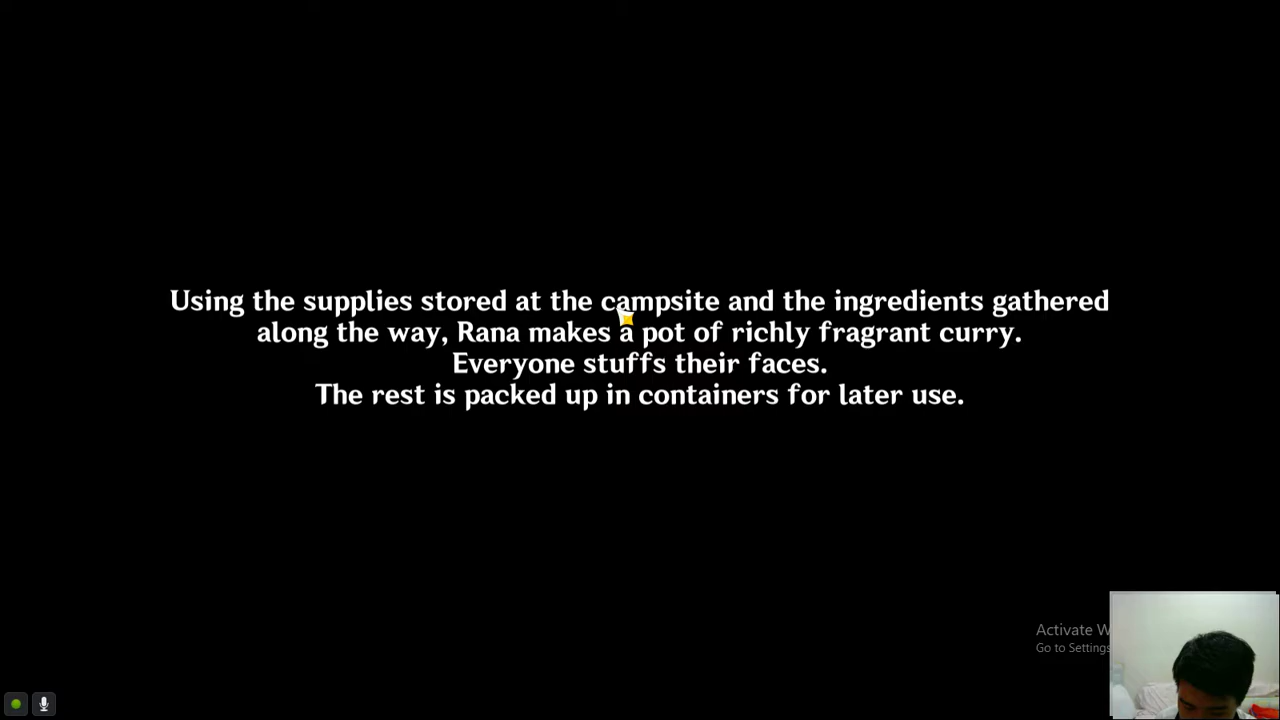 Using the supplies stored at the campsite and the ingredients gathered
along the way, Rana makes a pot of richly fragrant curry.
Everyone stuffs their faces.
The rest is packed up in containers for later use.
Activate W
Go to Settings